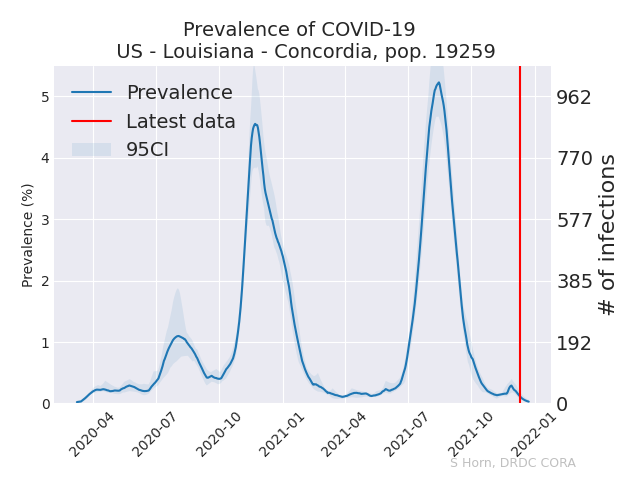 Prevalence of COVID-19
US - Louisiana - Concordia, pop. 19259
Prevalence
Latest data
95CI
Prevalence (%)
5
4
3
2
1
0
962
770
577
385
192
0
# of infections
2020-04
2020-07
2020-10
2021-01
2021-04
2021-07
2021-10
2022-01
S Horn, DRDC CORA